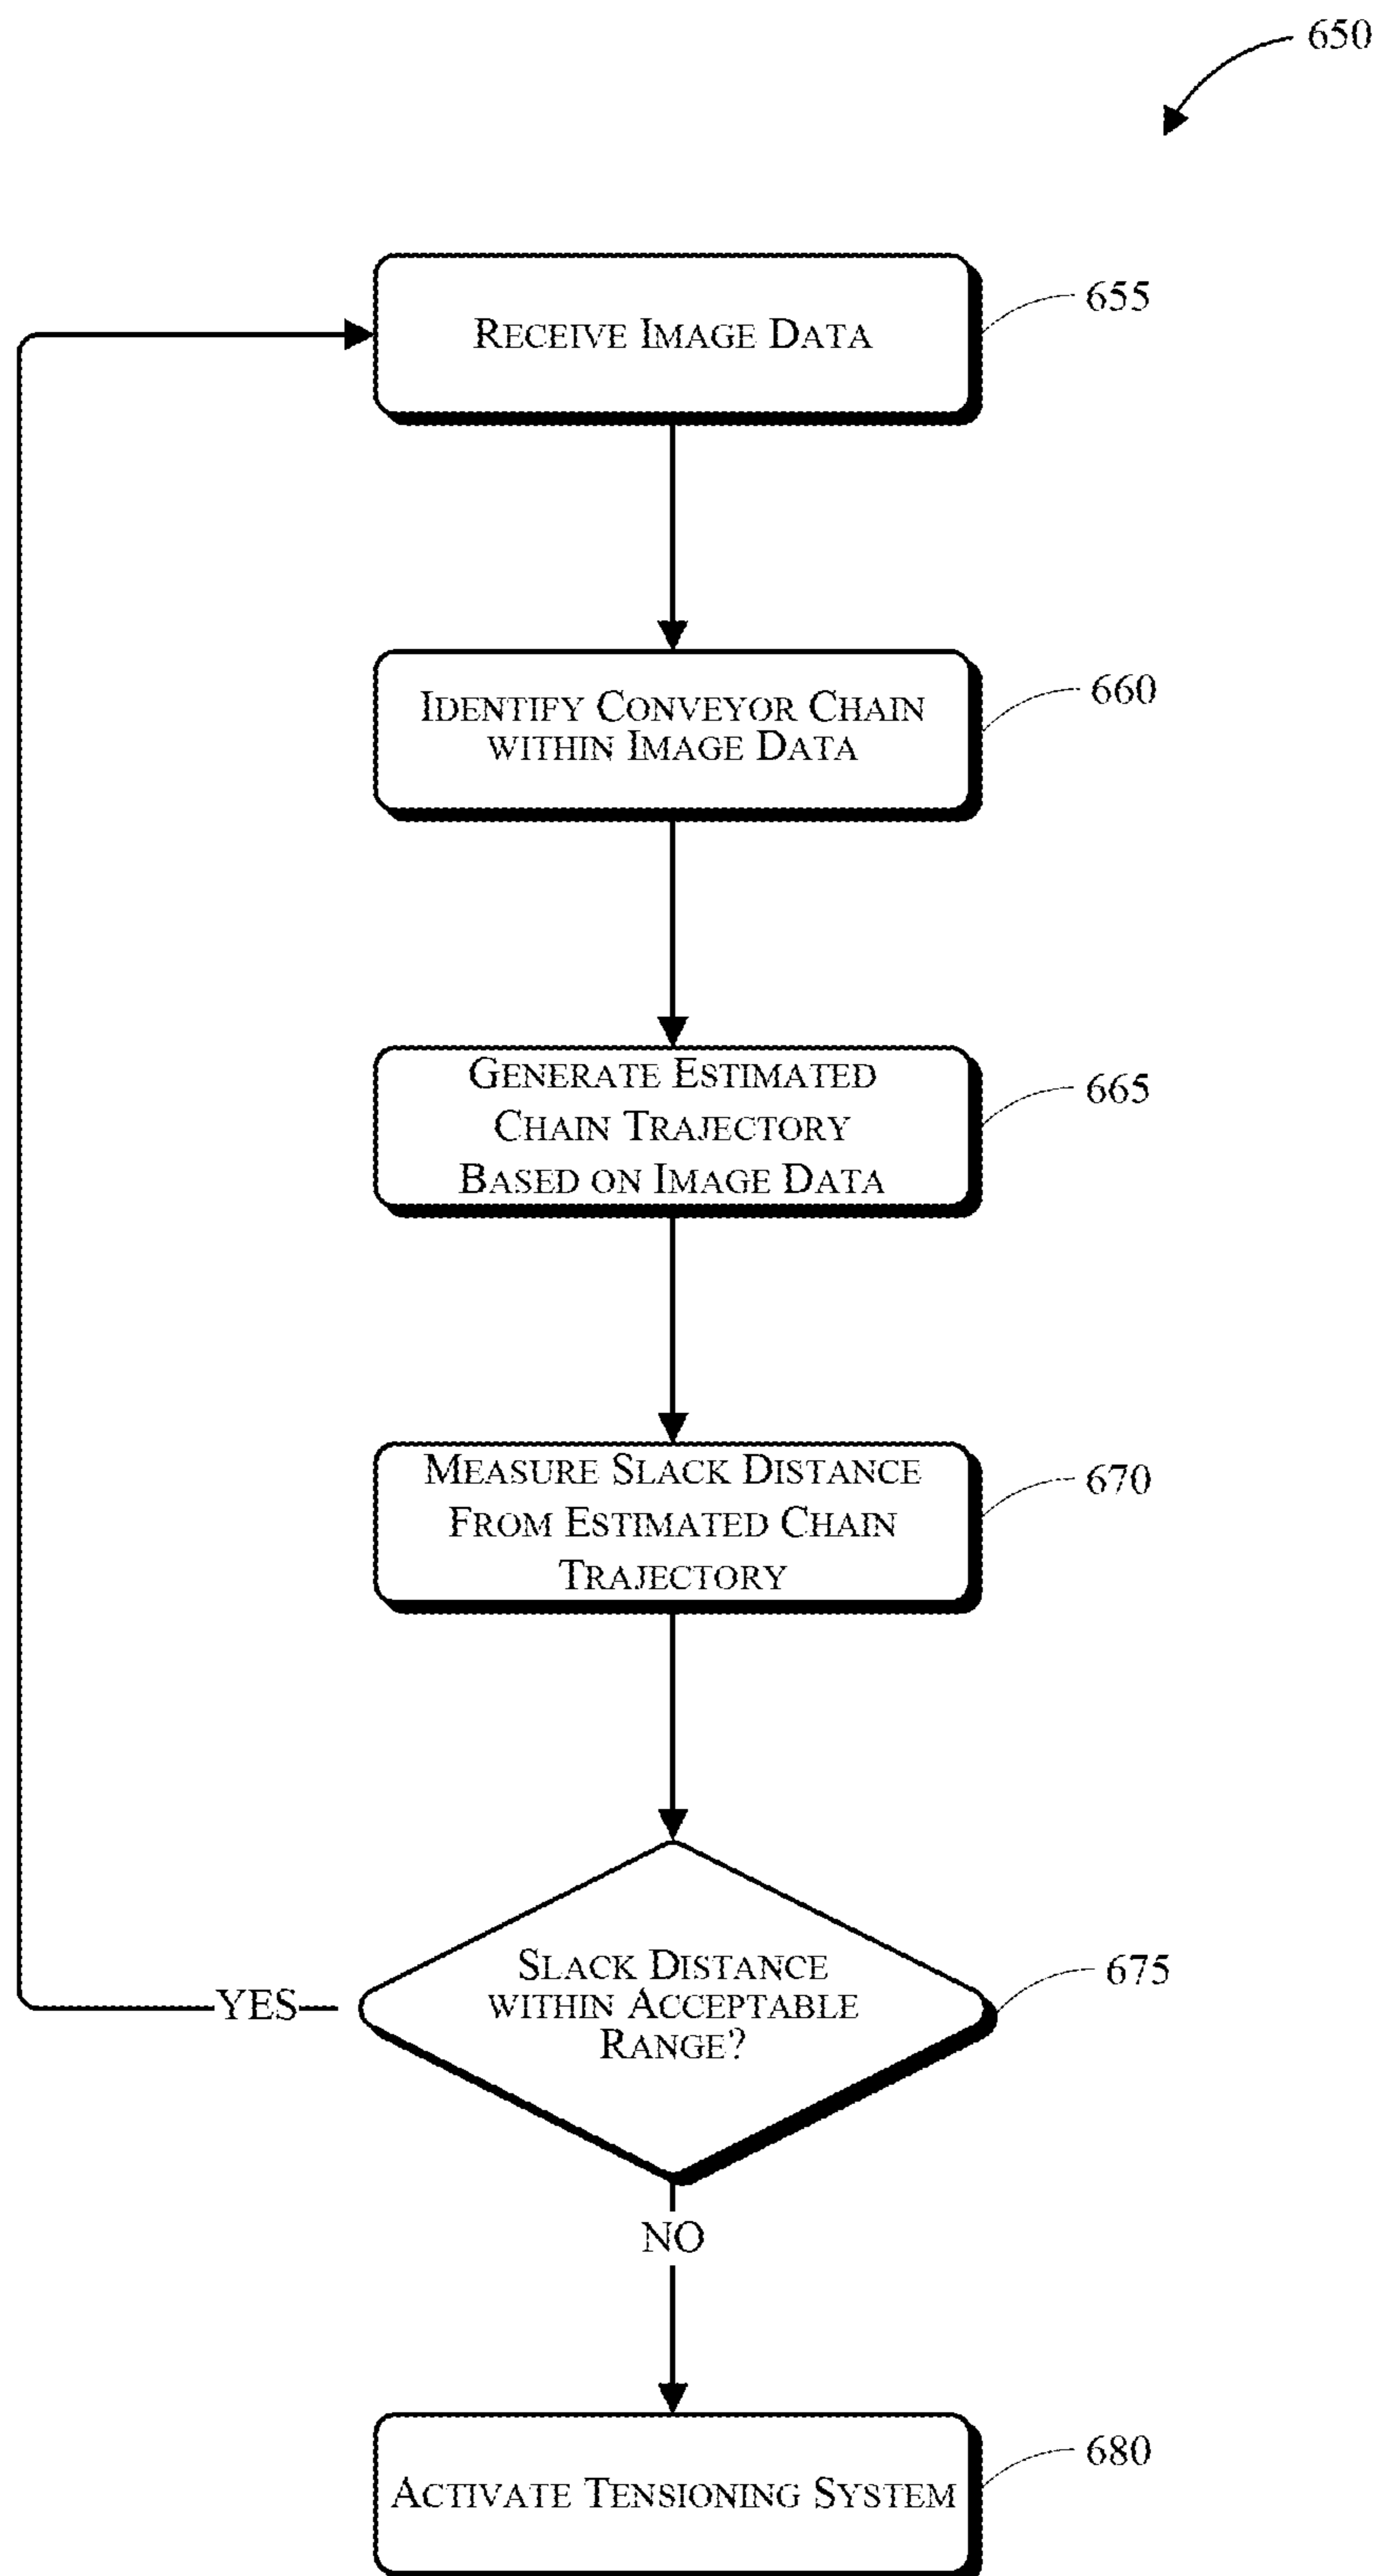 650
RECEIVE IMAGE DATA
655
IDENTIFY CONVEYOR CHAIN
WITHIN IMAGE DATA
660
GENERATE ESTIMATED
CHAIN TRAJECTORY
BASED ON IMAGE DATA
665
MEASURE SLACK DISTANCE
FROM ESTIMATED CHAIN
TRAJECTORY
670
SLACK DISTANCE
WITHIN ACCEPTABLE
RANGE?
675
YES
NO
ACTIVATE TENSIONING SYSTEM
680